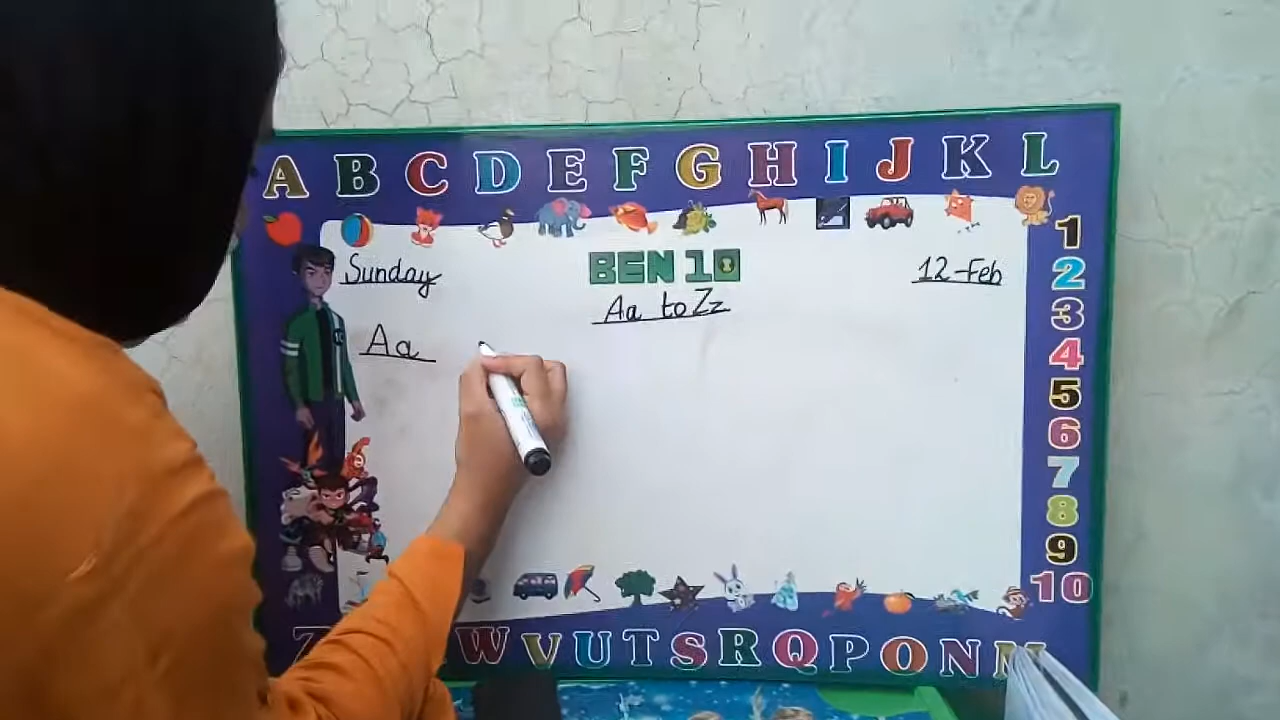 A B C D E F G H I J K L
Sunday
BEN 10
12-Feb
Aa to Zz
Aa
1
2
3
4
5
6
7
8
9
10
Z W V U T S R Q P O N M